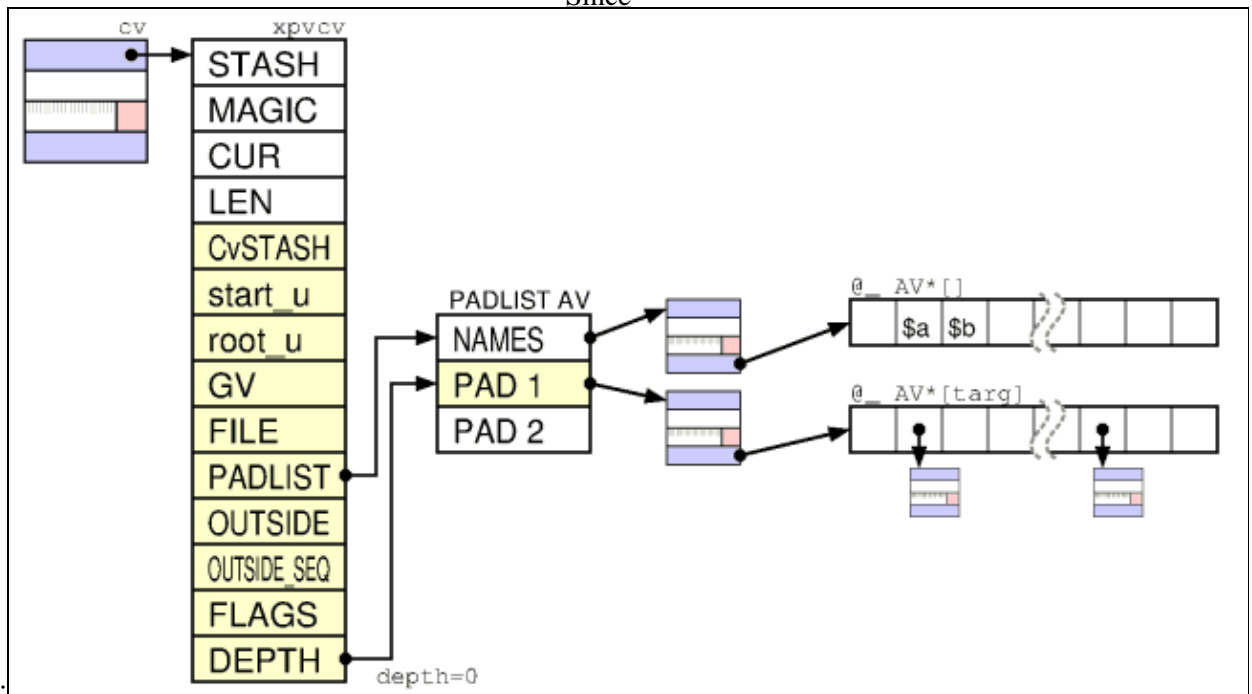 Since
cv
xpvcv
STASH
MAGIC
CUR
LEN
CvSTASH
start_u
root_u
GV
FILE
PADLIST
OUTSIDE
OUTSIDE_SEQ
FLAGS
DEPTH
depth=0
PADLIST AV
NAMES
PAD 1
PAD 2
@_ AV*[]
$a $b
@_ AV*[targ]
.